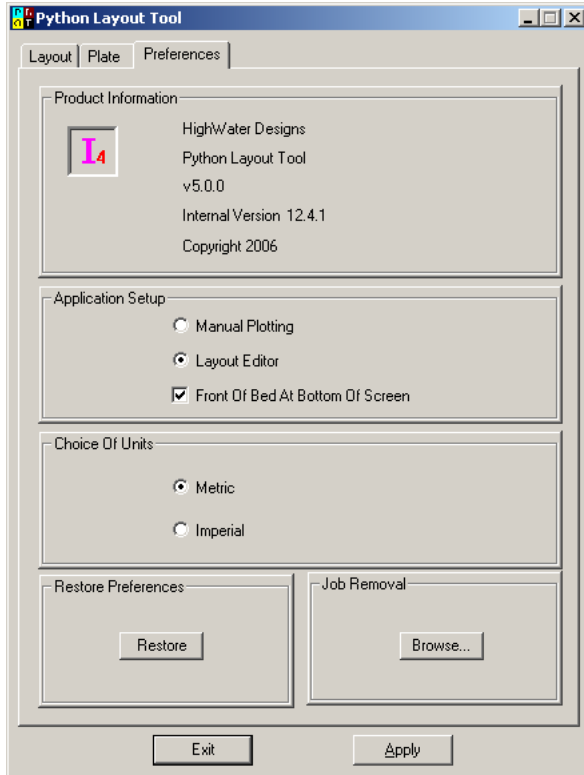 Python Layout Tool
Layout Plate Preferences
Product Information
I4
HighWater Designs
Python Layout Tool
v5.0.0
Internal Version 12.4.1
Copyright 2006
Application Setup
Manual Plotting
Layout Editor
Front Of Bed At Bottom Of Screen
Choice Of Units
Metric
Imperial
Restore Preferences
Restore
Job Removal
Browse...
Exit
Apply